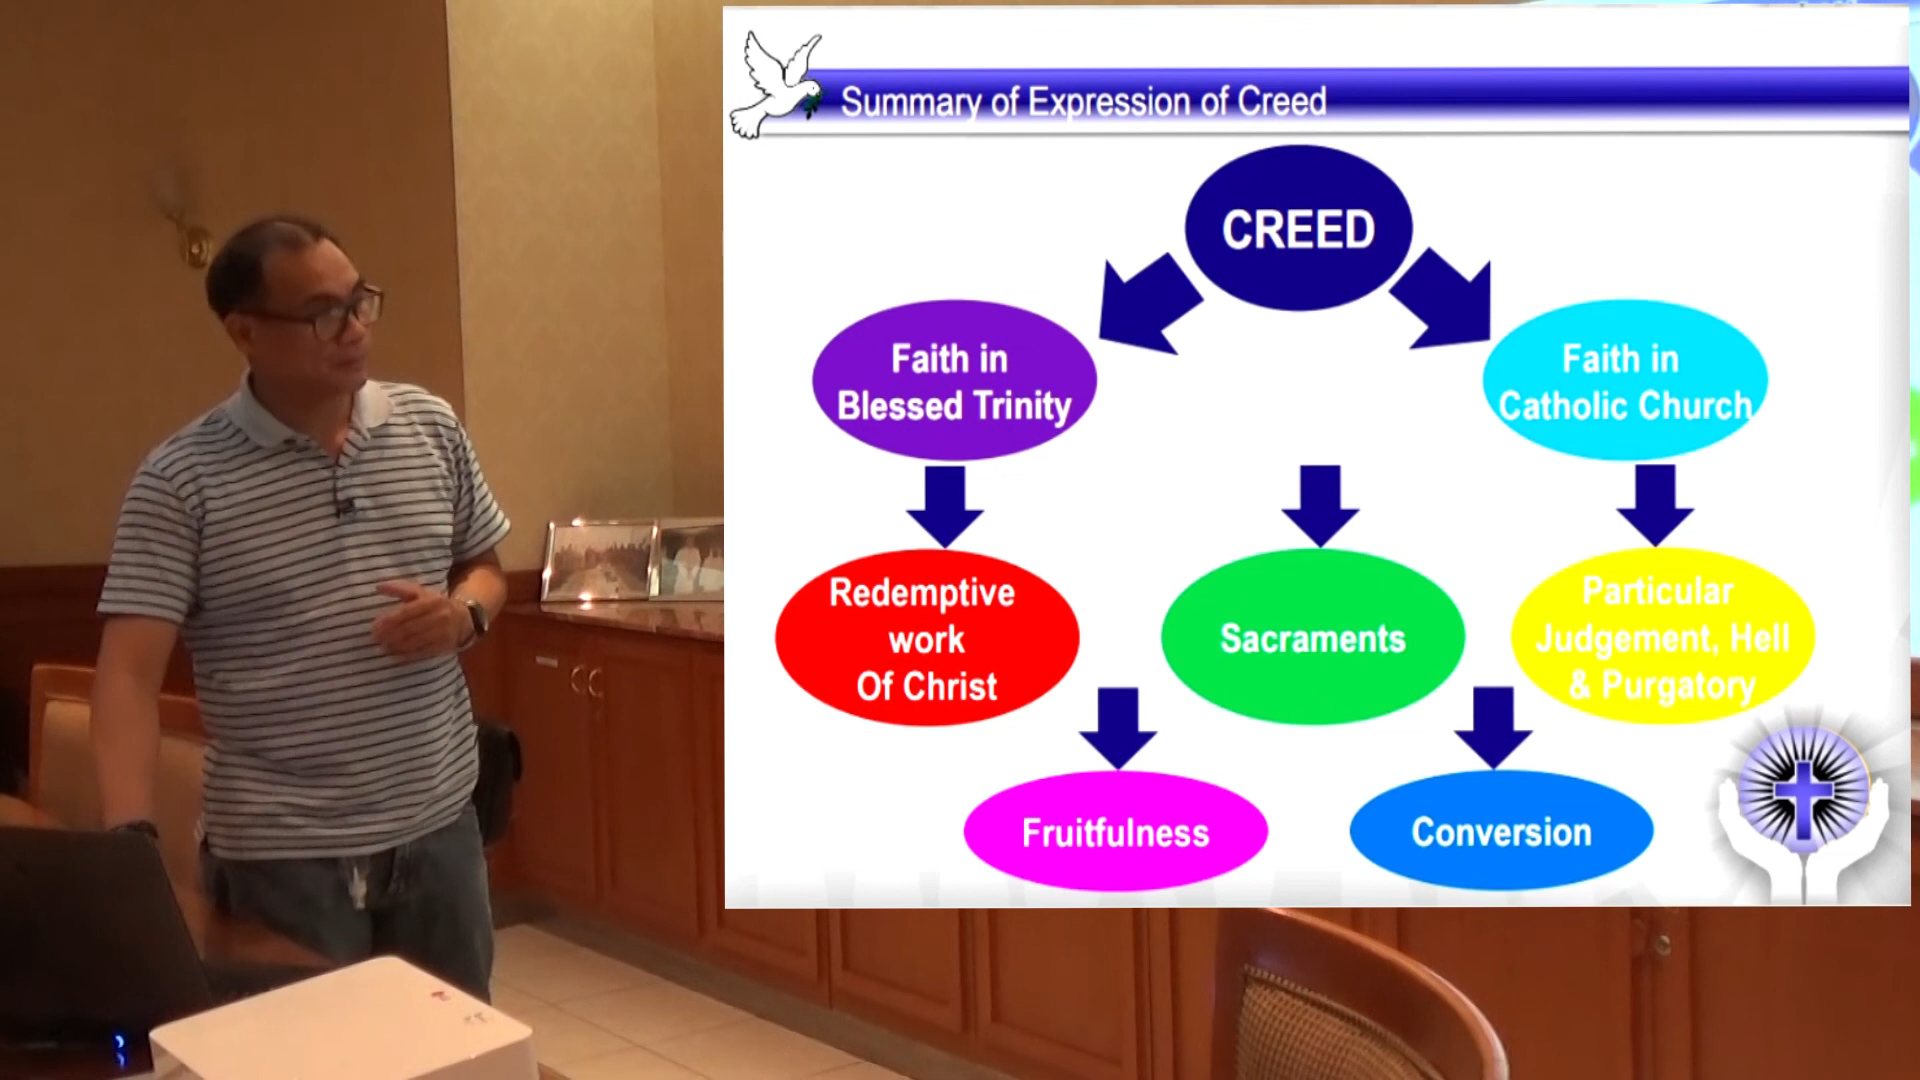 Summary of Expression of Creed
CREED
Faith in
Blessed Trinity
Faith in
Catholic Church
Redemptive
work
Of Christ
Sacraments
Particular
Judgement, Hell
& Purgatory
Fruitfulness
Conversion